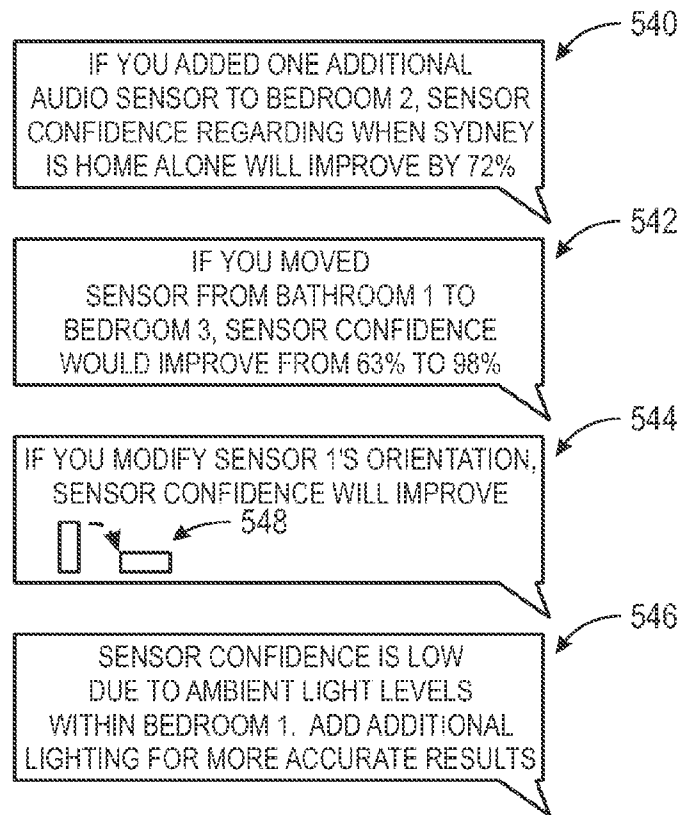 540
IF YOU ADDED ONE ADDITIONAL
AUDIO SENSOR TO BEDROOM 2, SENSOR
CONFIDENCE REGARDING WHEN SYDNEY
IS HOME ALONE WILL IMPROVE BY 72%
542
IF YOU MOVED
SENSOR FROM BATHROOM 1 TO
BEDROOM 3, SENSOR CONFIDENCE
WOULD IMPROVE FROM 63% TO 98%
544
IF YOU MODIFY SENSOR 1'S ORIENTATION,
SENSOR CONFIDENCE WILL IMPROVE
548
546
SENSOR CONFIDENCE IS LOW
DUE TO AMBIENT LIGHT LEVELS
WITHIN BEDROOM 1. ADD ADDITIONAL
LIGHTING FOR MORE ACCURATE RESULTS